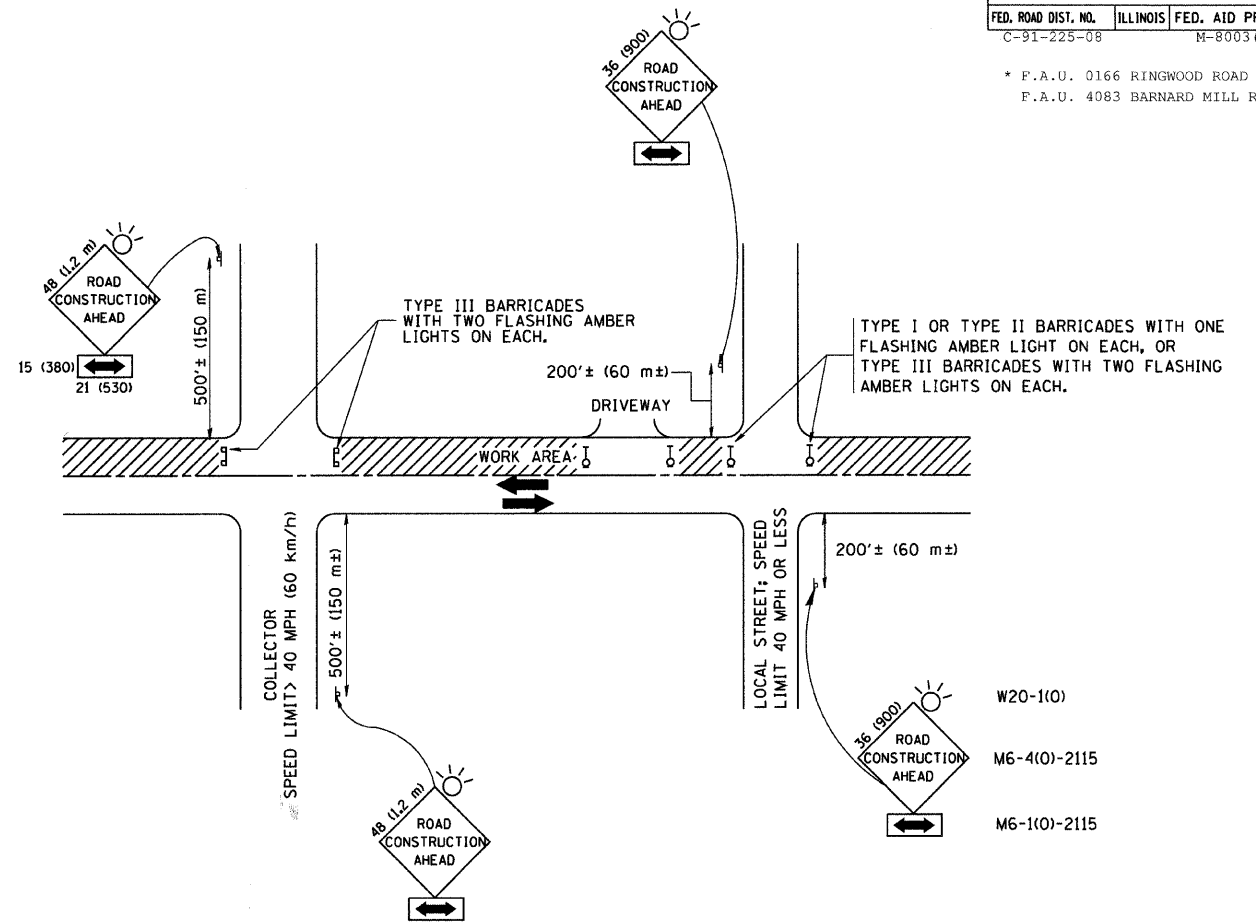 FED. ROAD DIST. NO. ILLINOIS FED. AID
C-91-225-08 M-8003
* F.A.U. 0166 RINGWOOD ROAD
F.A.U. 4083 BARNARD MILL
36 (900)
ROAD
CONSTRUCTION
AHEAD
48 (1.2 m)
ROAD
CONSTRUCTION
AHEAD
15 (380)
21 (530)
500'± (150 m)
TYPE III BARRICADES
WITH TWO FLASHING AMBER
LIGHTS ON EACH.
200'± (60 m±)
DRIVEWAY
TYPE I OR TYPE II BARRICADES WITH ONE
FLASHING AMBER LIGHT ON EACH, OR
TYPE III BARRICADES WITH TWO FLASHING
AMBER LIGHTS ON EACH.
WORK AREA
COLLECTOR
SPEED LIMIT> 40 MPH (60 km/h)
500'± (150 m±)
LOCAL STREET; SPEED
LIMIT 40 MPH OR LESS
200'± (60 m±)
48 (1.2 m)
ROAD
CONSTRUCTION
AHEAD
36 (900)
ROAD
CONSTRUCTION
AHEAD
W20-1(O)
M6-4(O)-2115
M6-1(O)-2115